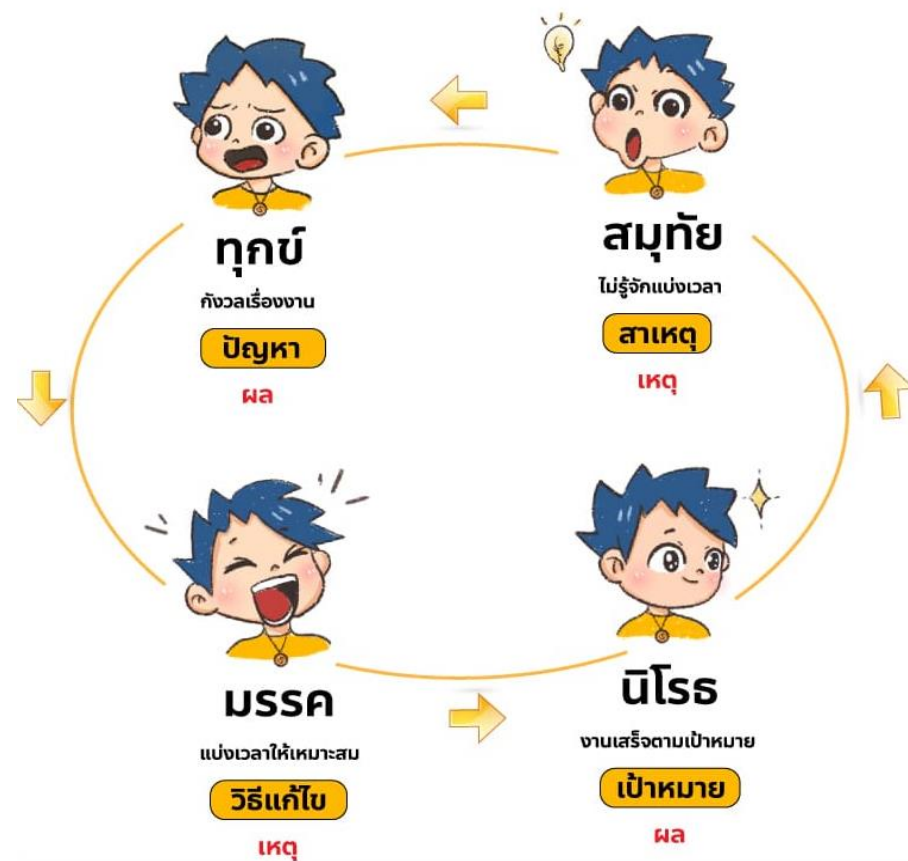 ทุกข์
กังวลเรื่องงาน
ปัญหา
ผล
สมุทัย
ไม่รู้จักแบ่งเวลา
สาเหตุ
เหตุ
มรรค
แบ่งเวลาให้เหมาะสม
วิธีแก้ไข
เหตุ
นิโรธ
งานเสร็จตามเป้าหมาย
เป้าหมาย
ผล